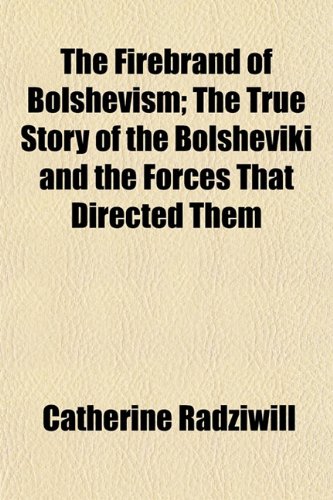 The Firebrand of
Bolshevism; The True
Story of the Bolsheviki
and the Forces That
Directed Them
Catherine Radziwill